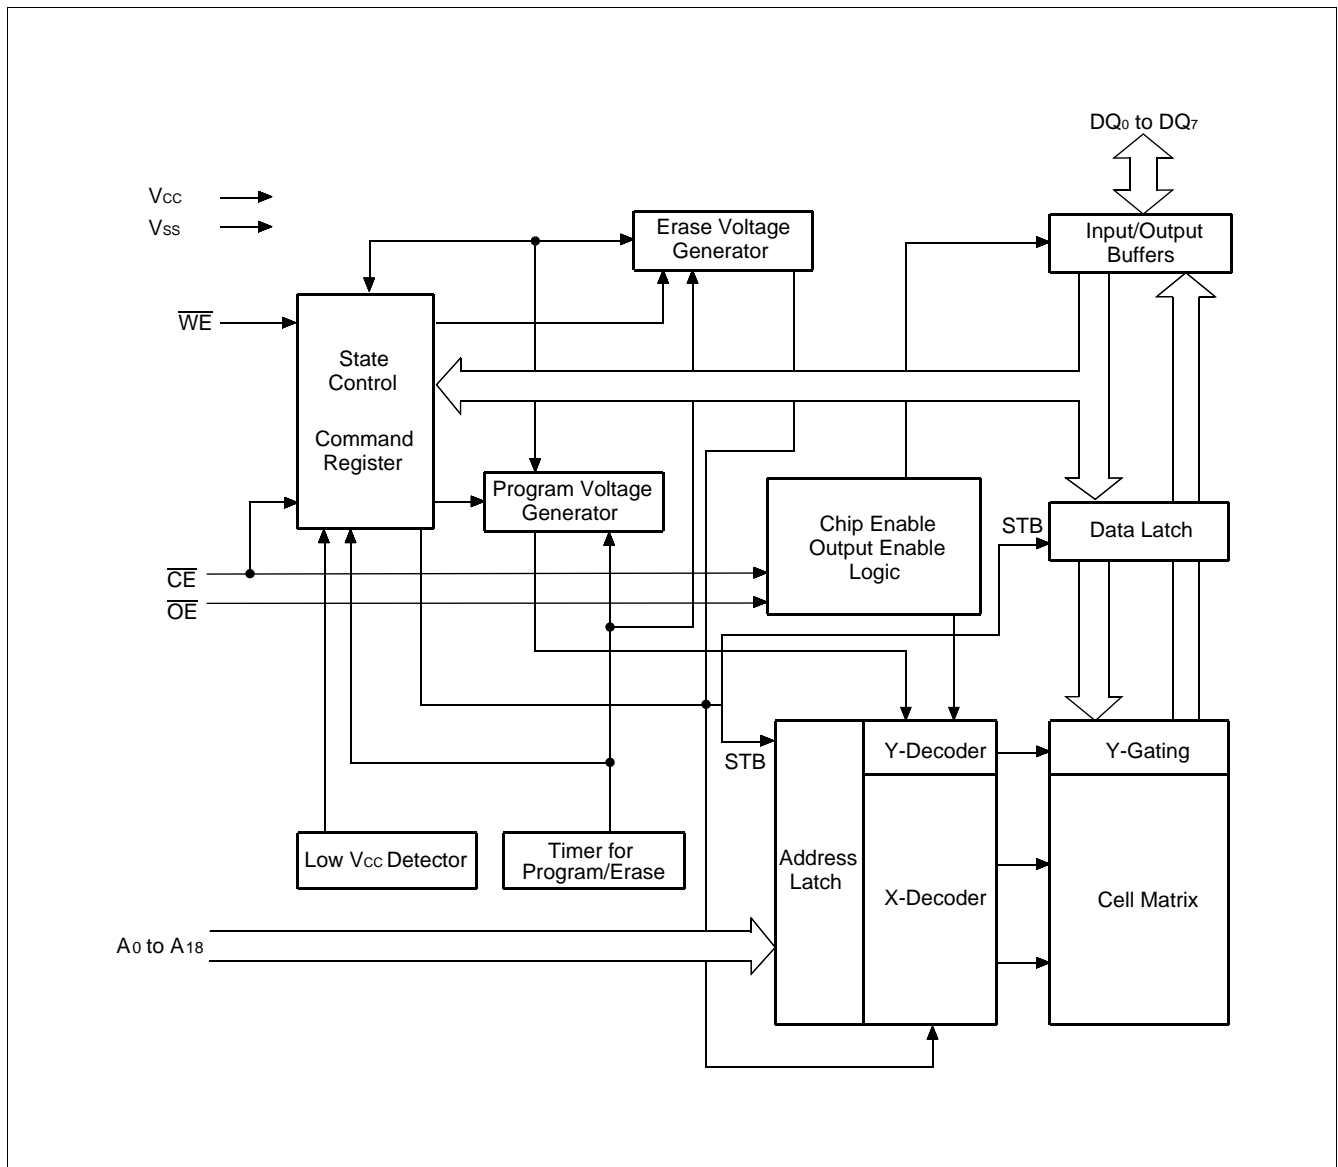 DQ0 to DQ7
VCC
VSS
Erase Voltage
Generator
Input/Output
Buffers
WE
State
Control
Command
Register
Program Voltage
Generator
Chip Enable
Output Enable
Logic
STB
Data Latch
CE
OE
STB
Y-Decoder
Y-Gating
Low VCC Detector
Timer for
Program/Erase
Address
Latch
X-Decoder
Cell Matrix
A0 to A18